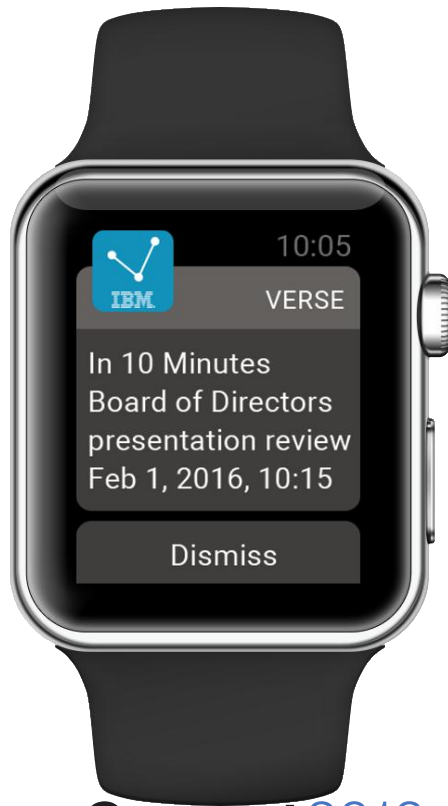 10:05
IBM
VERSE
In 10 Minutes
Board of Directors
presentation review
Feb 1, 2016, 10:15
Dismiss